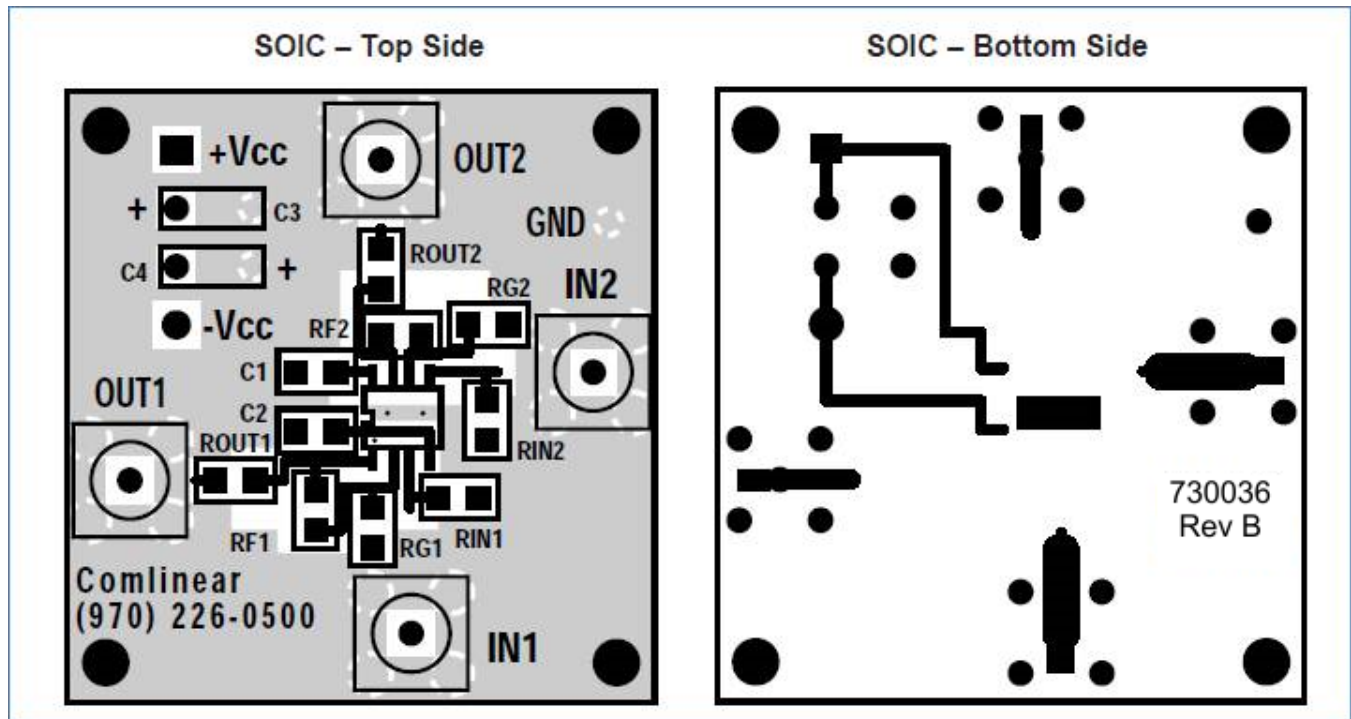 SOIC – Top Side
SOIC – Bottom Side
+Vcc
OUT2
+
C3
GND
C4
+
ROUT2
IN2
RG2
-Vcc
RF2
C1
OUT1
C2
ROUT1
RIN2
730036
Rev B
RF1
RG1
RIN1
Comlinear
(970) 226-0500
IN1